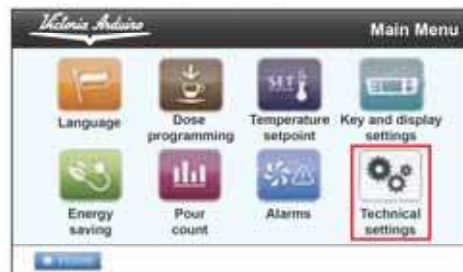 Victoria Arduino
Main Menu
SET
Language
Dose programming
Temperature setpoint
Key and display settings
Energy saving
Pour count
Alarms
Technical settings